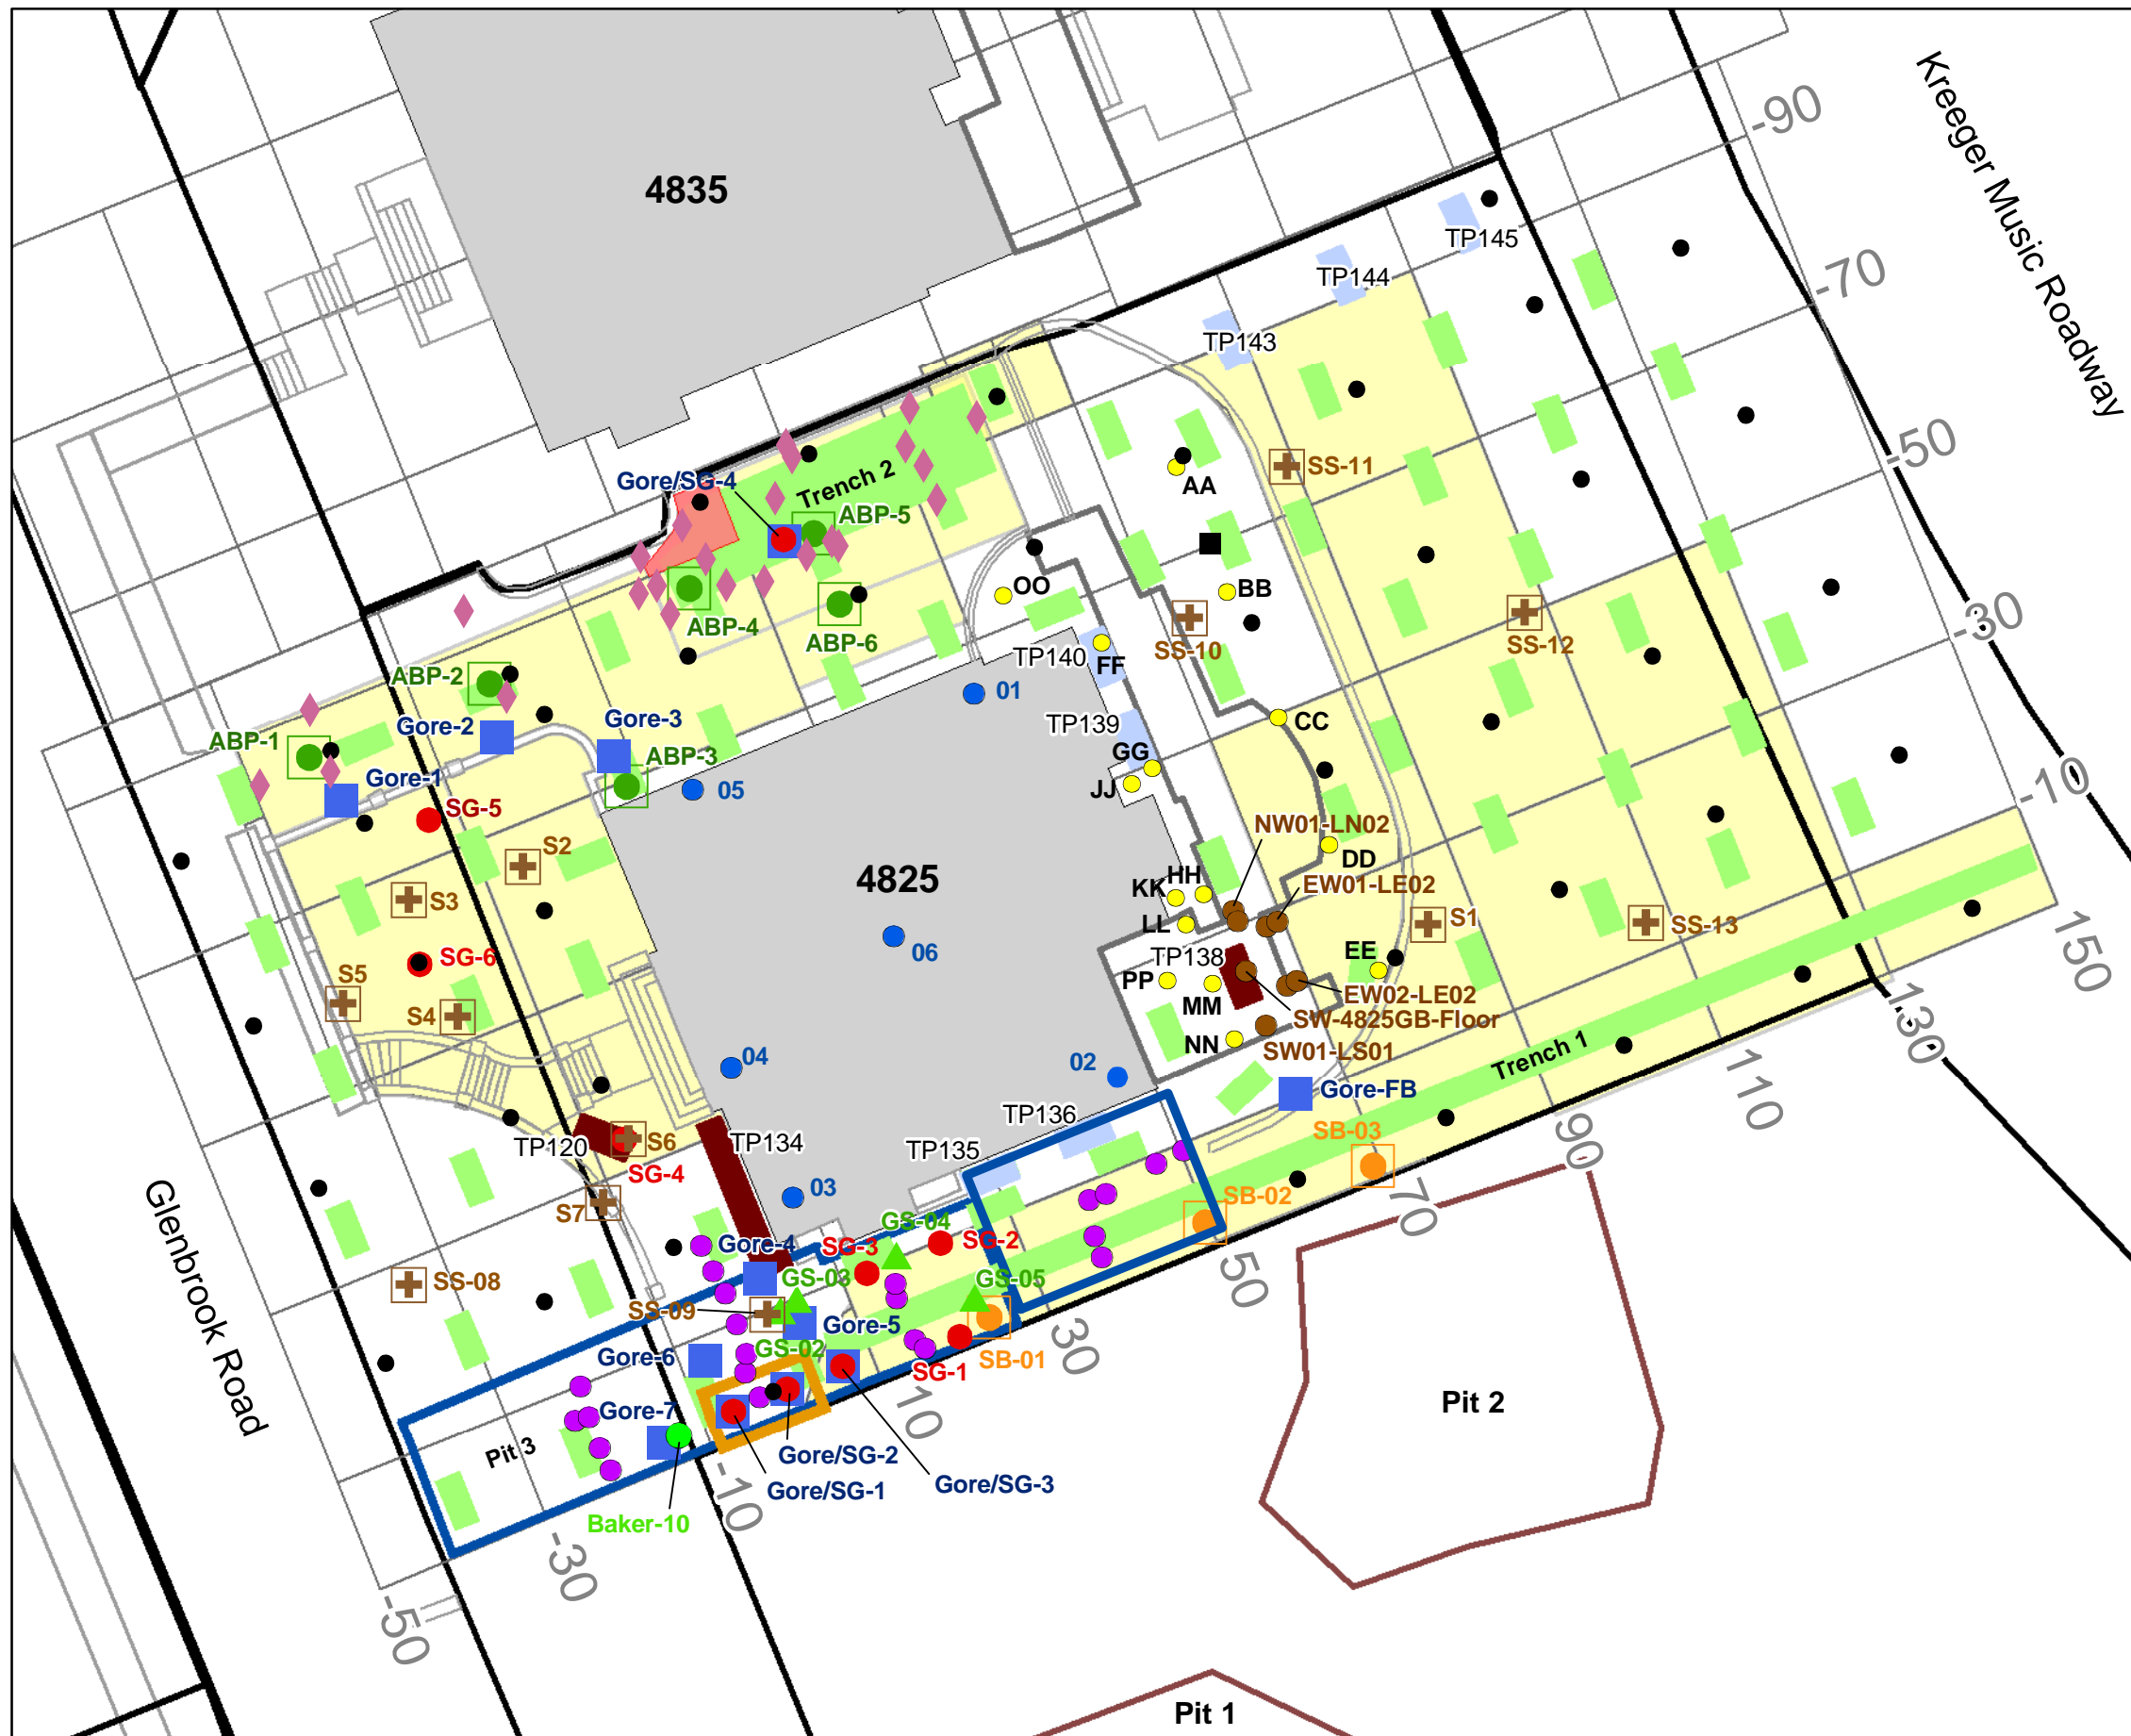 Kreeger Music Roadway
-90
4835
TP145
TP144
-70
TP143
-50
Gore/SG-4
Trench 2
SS-11
AA
ABP-5
OO
BB
-30
ABP-4
ABP-6
TP140
FF
SS-10
SS-12
ABP-2
01
Gore-2
Gore-3
TP139
CC
ABP-1
ABP-3
GG
Gore-1
05
JJ
-10
SG-5
NW01-LN02
S2
DD
4825
KK
HH
EW01-LE02
S3
LL
S1
SS-13
06
SG-6
TP138
EE
150
S5
PP
EW02-LE02
S4
MM
SW-4825GB-Floor
130
NN
SW01-LS01
Trench 1
04
02
Gore-FB
110
TP136
SB-03
TP120
S6
TP134
TP135
90
SG-4
03
SB-02
70
S7
GS-04
Glenbrook Road
Gore-4
SG-3
SG-2
50
SS-08
GS-03
GS-05
SS-09
Gore-5
30
GS-02
Gore-6
SG-1
SB-01
10
Pit 2
Gore-7
Pit 3
Gore/SG-2
Gore/SG-1
Gore/SG-3
-10
Baker-10
-30
-50
Pit 1